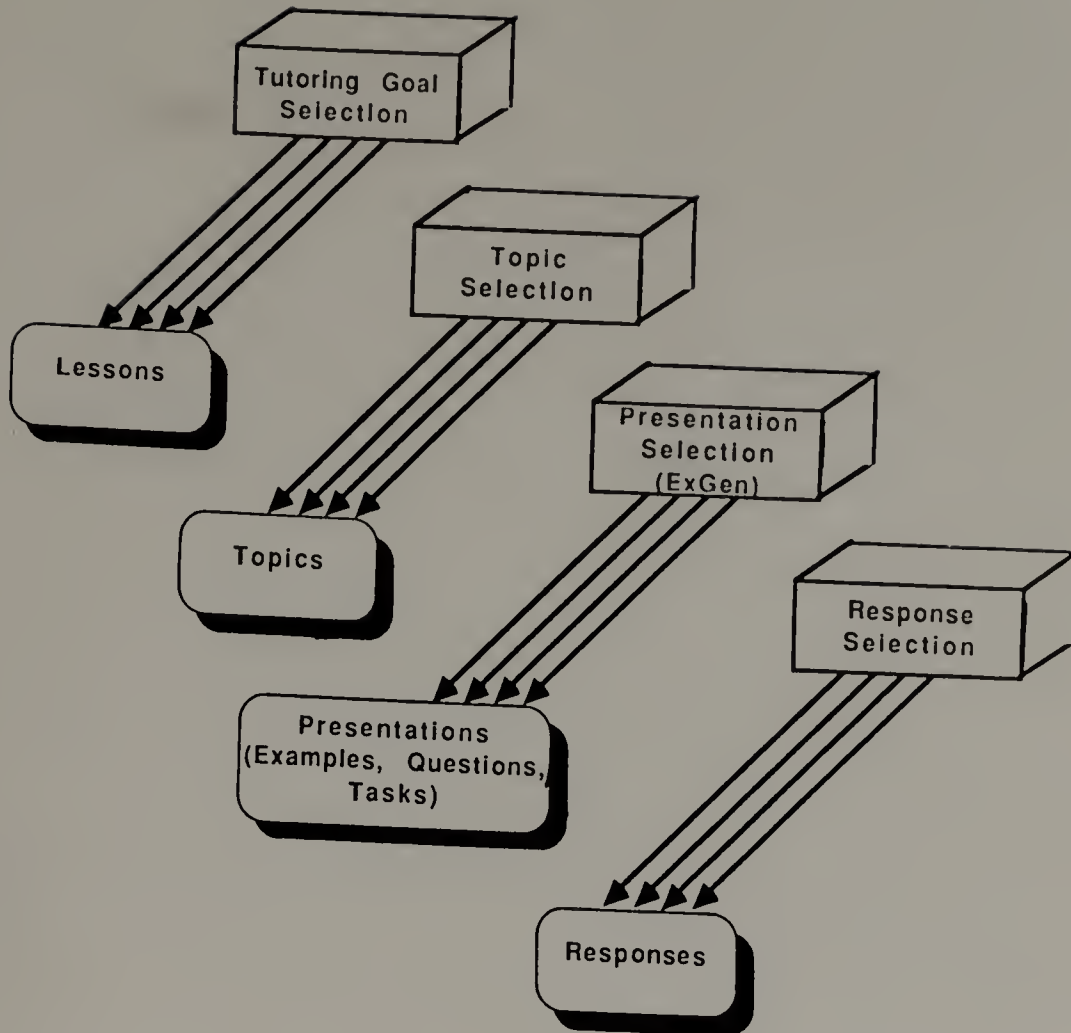 Tutoring Goal
Selection
Topic
Selection
Lessons
Presentation
Selection
(ExGen)
Topics
Response
Selection
Presentations
(Examples, Questions,
Tasks)
Responses